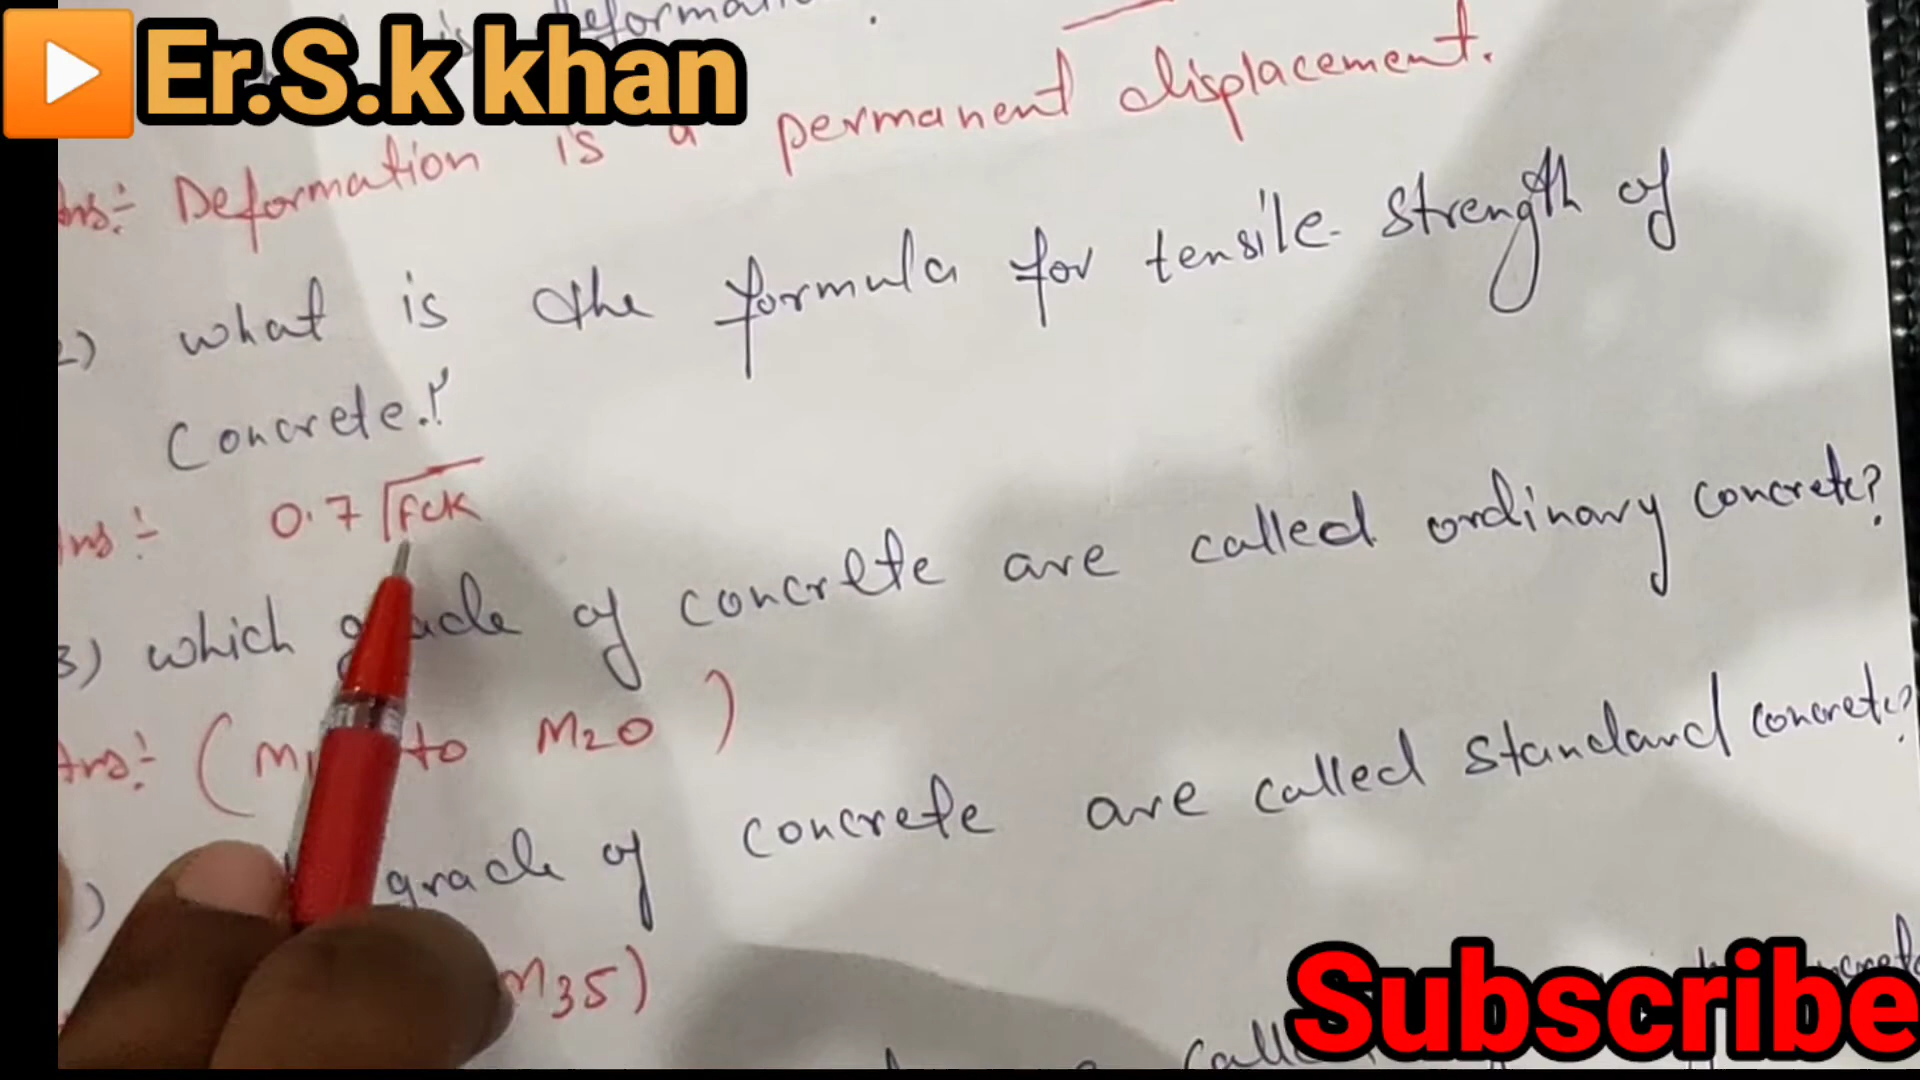 Er.S.k khan
is deformation
Ans:- Deformation is a permanent displacement.
2) what is the formula for tensile strength of
Concrete.?
Ans:- 0.7 √fck
3) which grade of concrete are called ordinary concrete?
Ans:- (M to M20)
) grade of concrete are called standard concrete?
M35)
Subscribe